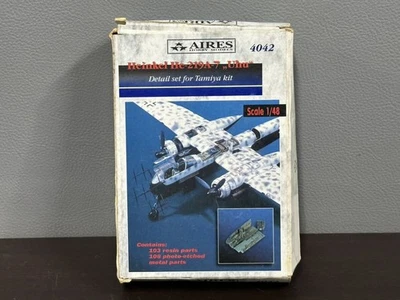 AIRES
HOBBY MODELS
4042
Heinkel He-219A-7 „Uhu"
Detail set for Tamiya kit
Scale 1/48
Contains:
103 resin parts
186 photo-etched
metal parts